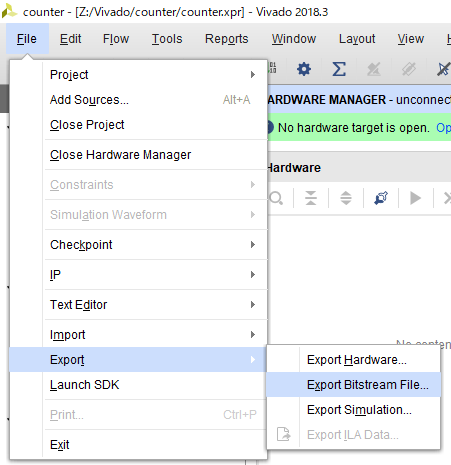 counter - [Z:/Vivado/counter/counter.xpr] - Vivado 2018.3
File Edit Flow Tools Reports Window Layout View H
Project
Add Sources... Alt+A
Close Project
Close Hardware Manager
Constraints
Simulation Waveform
Checkpoint
IP
Text Editor
Import
Export
Launch SDK
Print... Ctrl+P
Exit
ARDWARE MANAGER - unconnect
No hardware target is open. Op
Hardware
No conten
Export Hardware...
Export Bitstream File...
Export Simulation...
Export ILA Data...